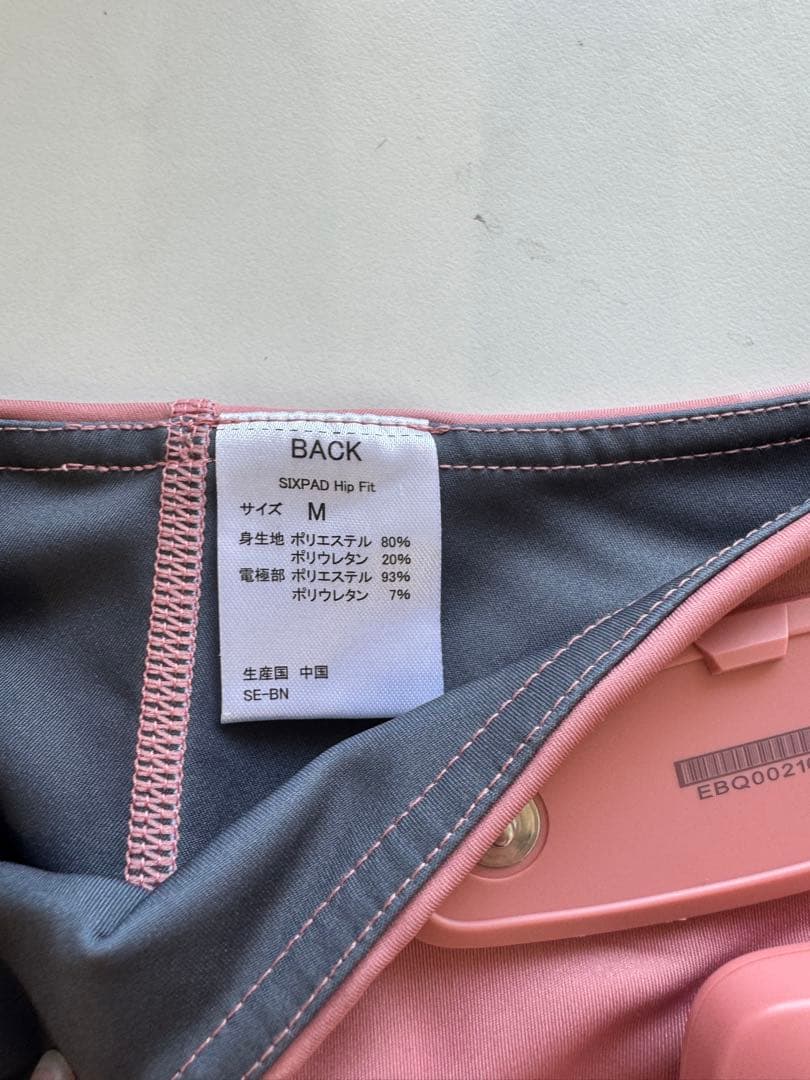 BACK
SIXPAD Hip Fit
サイズ M
身生地 ポリエステル 80%
ポリウレタン 20%
電極部 ポリエステル 93%
ポリウレタン 7%
生産国 中国
SE-BN
EBQ00210